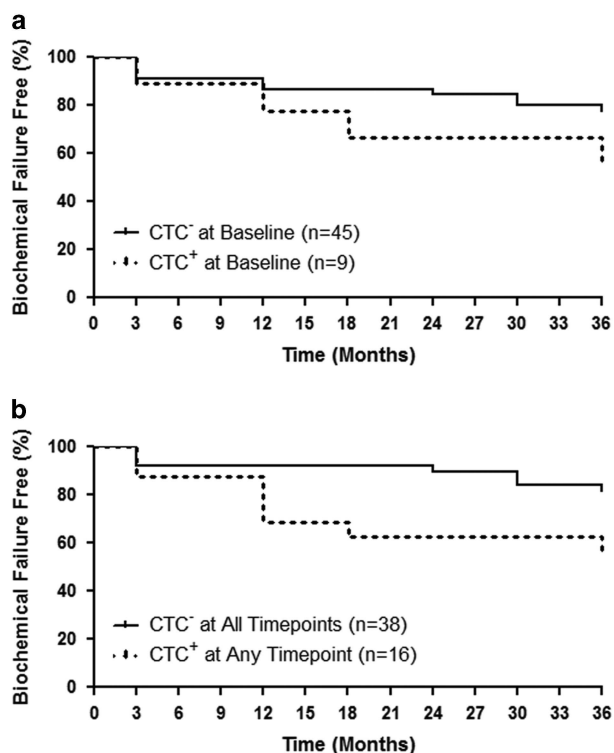 a
Biochemical Failure Free (%)
100
80
60
40
20
0
CTC⁻ at Baseline (n=45)
CTC⁺ at Baseline (n=9)
0 3 6 9 12 15 18 21 24 27 30 33 36
Time (Months)
b
Biochemical Failure Free (%)
100
80
60
40
20
0
CTC⁻ at All Timepoints (n=38)
CTC⁺ at Any Timepoint (n=16)
0 3 6 9 12 15 18 21 24 27 30 33 36
Time (Months)